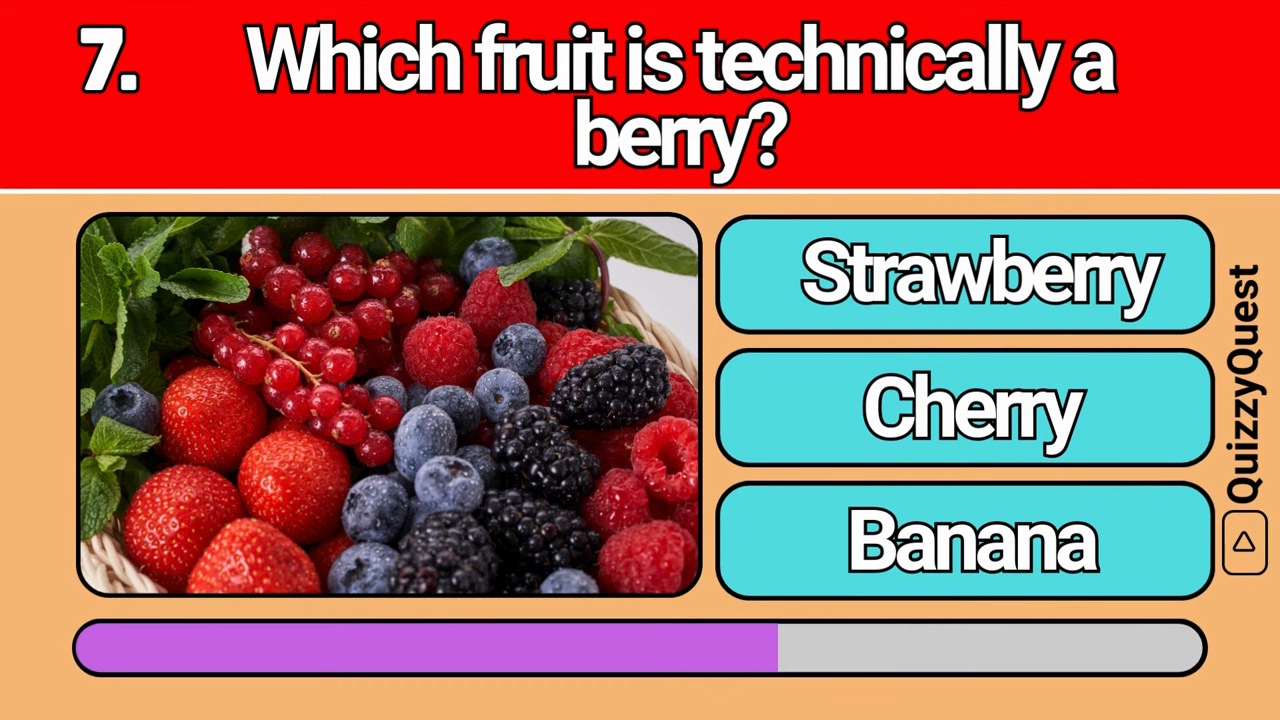 7. Which fruit is technically a
berry?
Strawberry
Cherry
Banana
QuizzyQuest